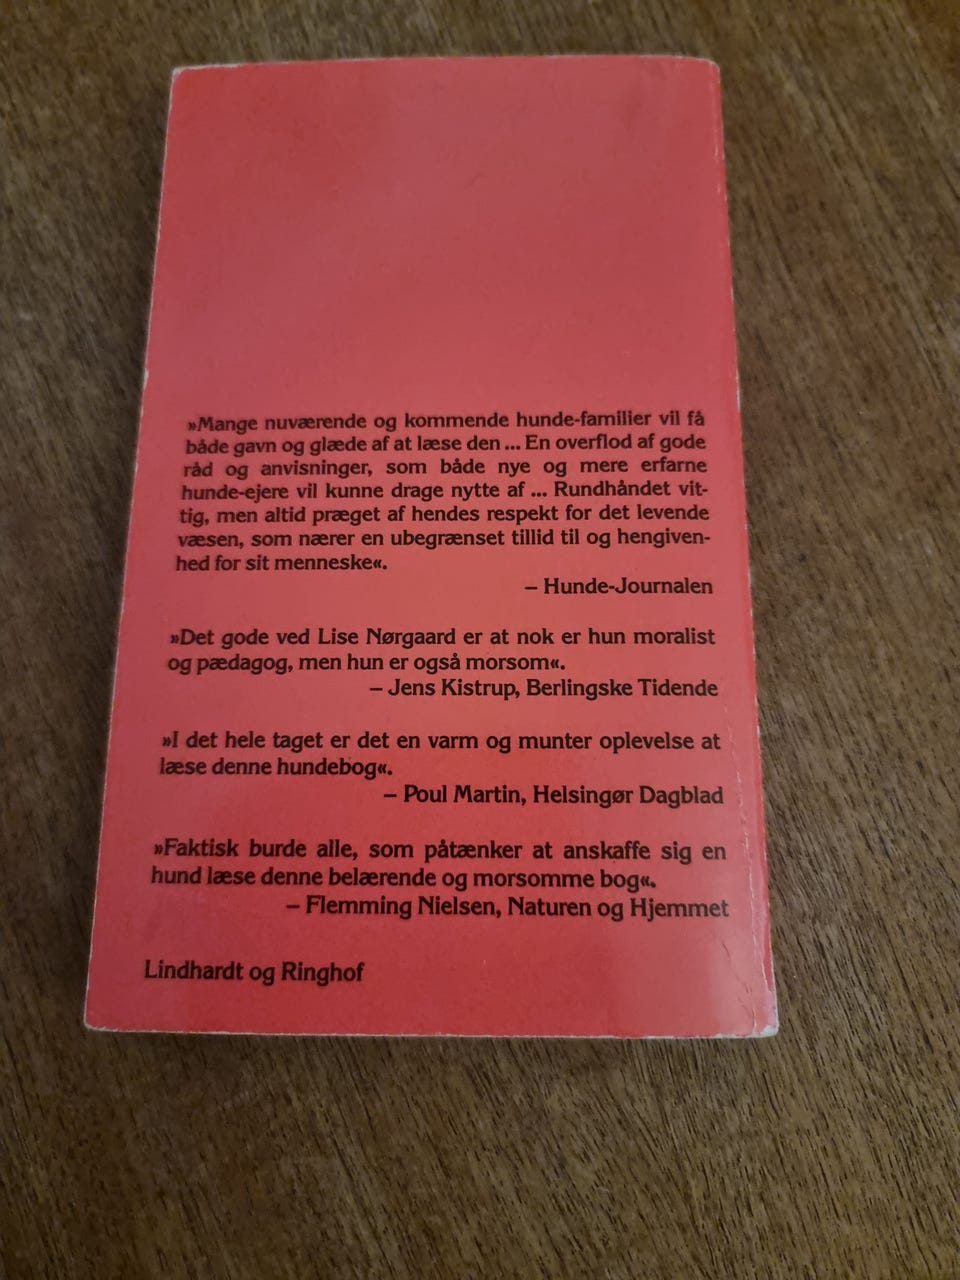 »Mange nuværende og kommende hunde-familier vil få
både gavn og glæde af at læse den ... En overflod af gode
råd og anvisninger, som både nye og mere erfarne
hunde-ejere vil kunne drage nytte af ... Rundhåndet vit-
tig, men altid præget af hendes respekt for det levende
væsen, som nærer en ubegrænset tillid til og hengiven-
hed for sit menneske«.
– Hunde-Journalen
»Det gode ved Lise Nørgaard er at nok er hun moralist
og pædagog, men hun er også morsom«.
– Jens Kistrup, Berlingske Tidende
»I det hele taget er det en varm og munter oplevelse at
læse denne hundebog«.
– Poul Martin, Helsingør Dagblad
»Faktisk burde alle, som påtænker at anskaffe sig en
hund læse denne belærende og morsomme bog«.
– Flemming Nielsen, Naturen og Hjemmet
Lindhardt og Ringhof